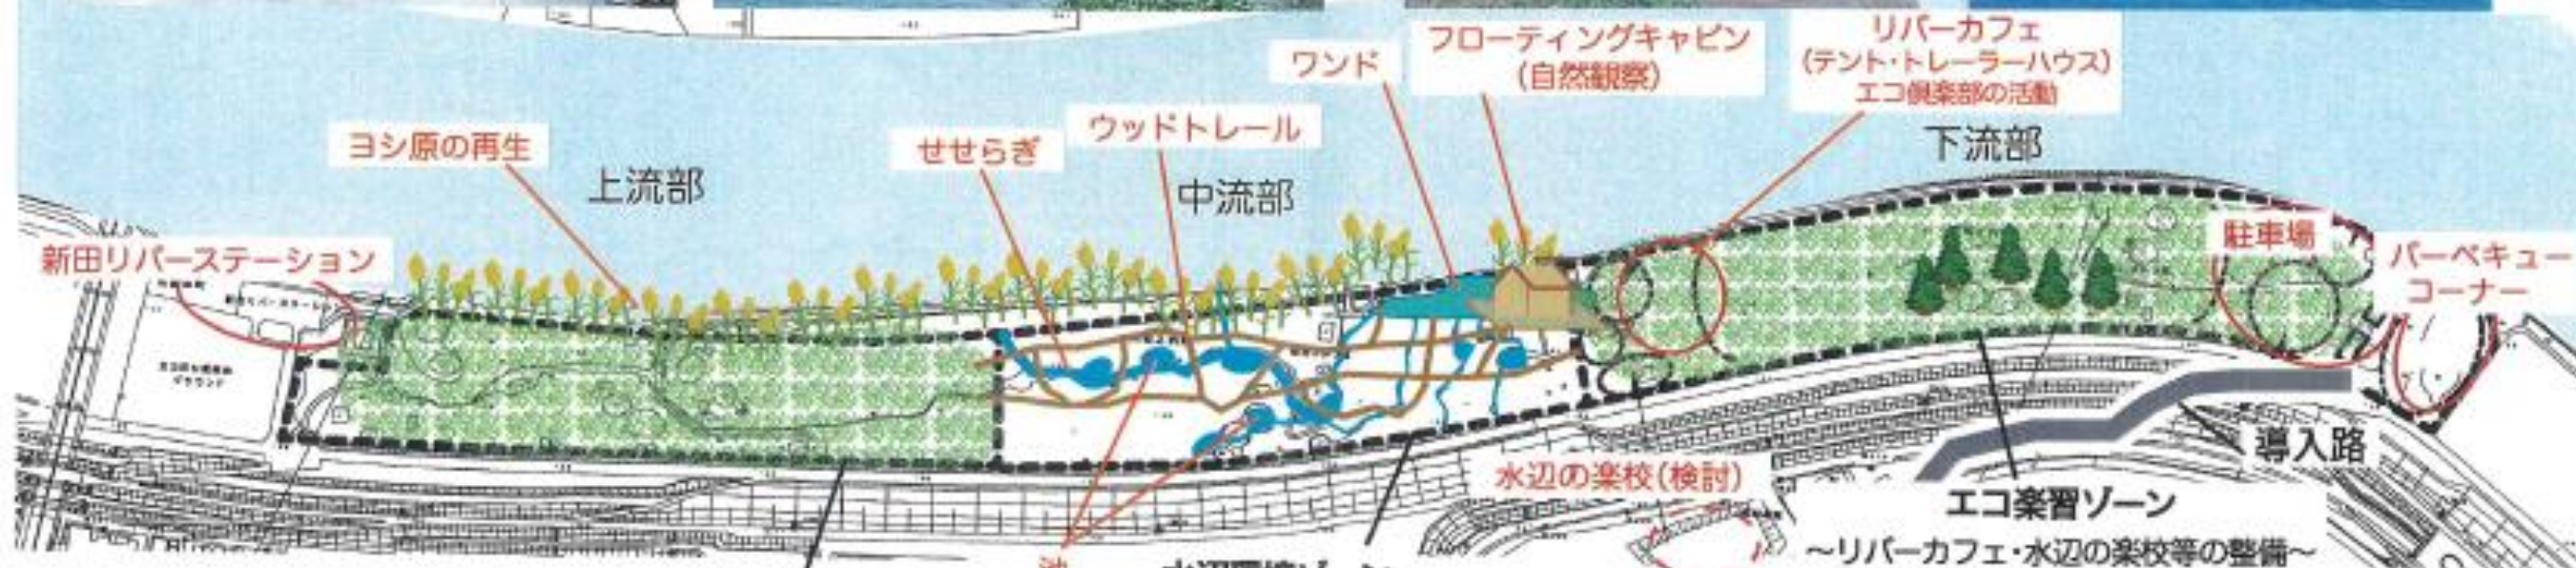 リバーカフェ
(テント・トレーラーハウス)
エコ倶楽部の活動
フローティングキャビン
(自然観察)
ワンド
ウッドトレール
せせらぎ
ヨシ原の再生
上流部
中流部
下流部
新田リバーステーション
駐車場
バーベキュー
コーナー
導入路
水辺の楽校(検討)
エコ楽習ゾーン
～リバーカフェ・水辺の楽校等の整備～
池